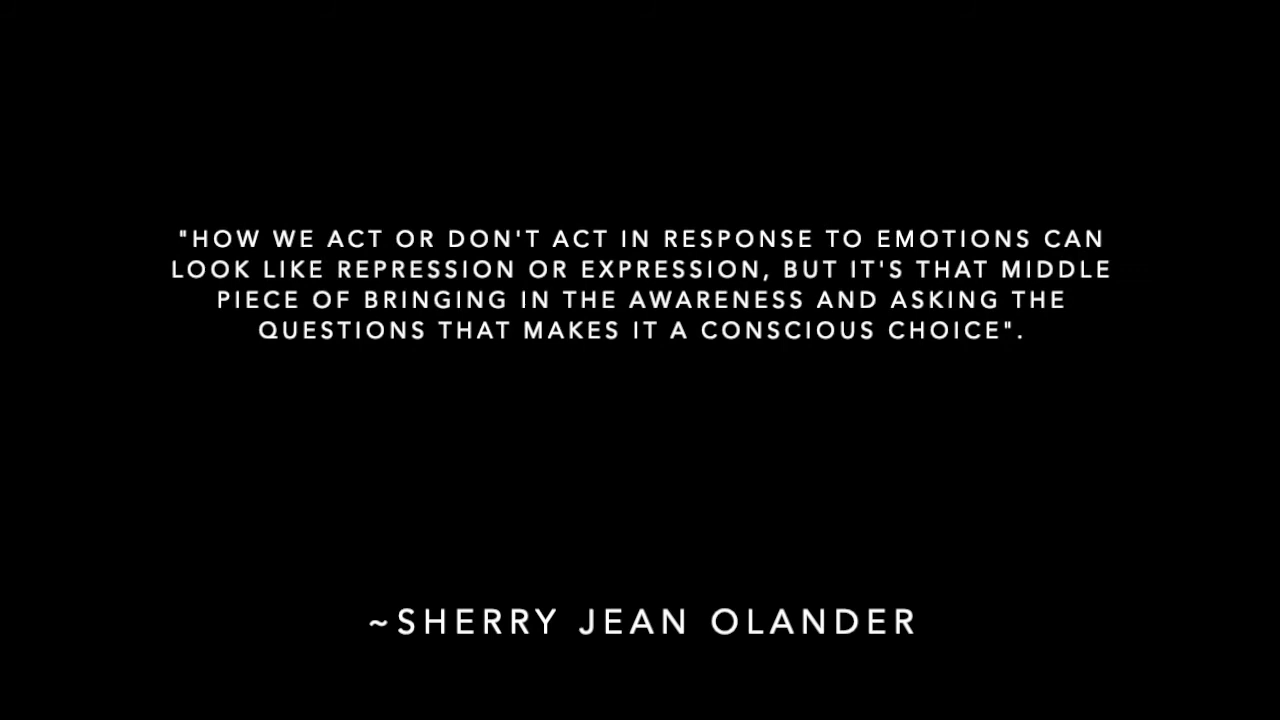 "HOW WE ACT OR DON'T ACT IN RESPONSE TO EMOTIONS CAN
LOOK LIKE REPRESSION OR EXPRESSION, BUT IT'S THAT MIDDLE
PIECE OF BRINGING IN THE AWARENESS AND ASKING THE
QUESTIONS THAT MAKES IT A CONSCIOUS CHOICE".
~SHERRY JEAN OLANDER